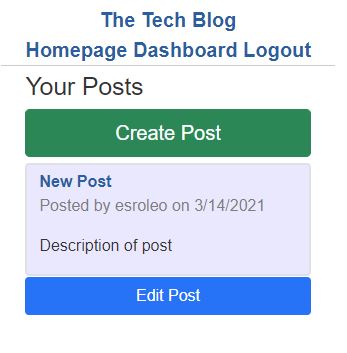 The Tech Blog
Homepage Dashboard Logout
Your Posts
Create Post
New Post
Posted by esroleo on 3/14/2021
Description of post
Edit Post